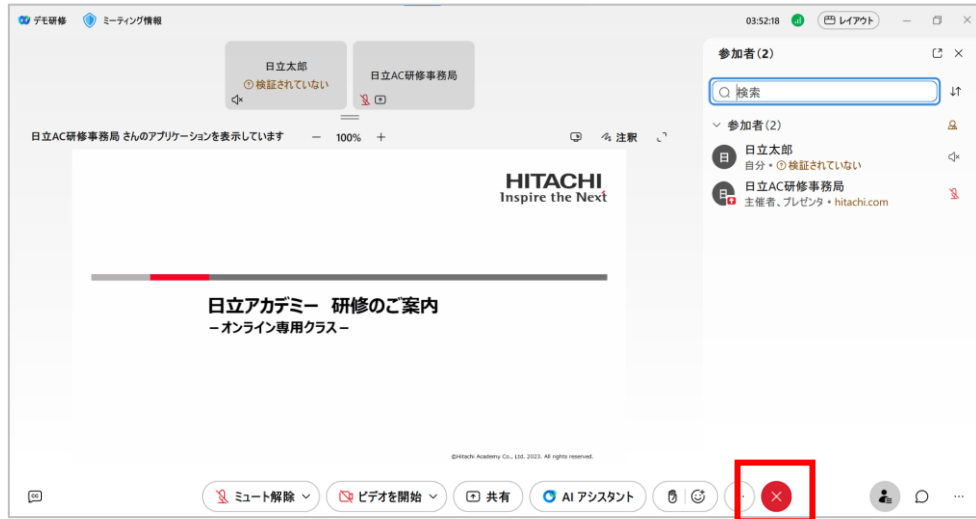 デモ研修 ミーティング情報 03:52:18 レイアウト
日立太郎
検証されていない
日立AC研修事務局
日立AC研修事務局 さんのアプリケーションを表示しています － 100% ＋ 注釈
HITACHI
Inspire the Next
日立アカデミー 研修のご案内
－オンライン専用クラス－
©Hitachi Academy Co., Ltd. 2023. All rights reserved.
参加者(2)
検索
参加者(2)
日 日立太郎
自分 • 検証されていない
日 日立AC研修事務局
主催者、プレゼンタ • hitachi.com
CC ミュート解除 ビデオを開始 共有 AI アシスタント